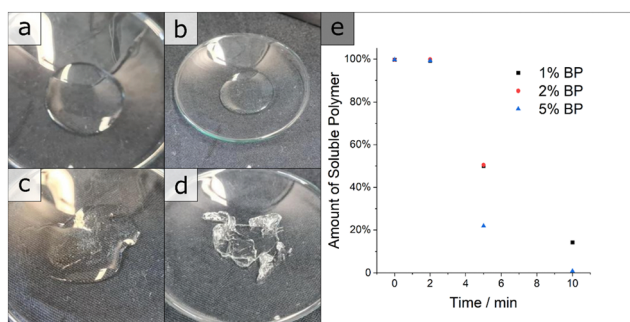 a
b
c
d
e
Amount of Soluble Polymer
100%
80%
60%
40%
20%
0%
1% BP
2% BP
5% BP
0
2
4
6
8
10
Time / min